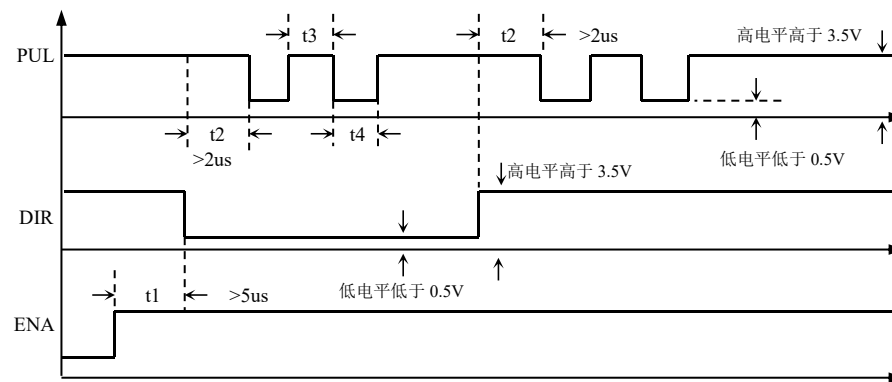 t3
t2
>2us
高电平高于 3.5V
PUL
t2
t4
>2us
低电平低于 0.5V
高电平高于 3.5V
DIR
t1
>5us
低电平低于 0.5V
ENA